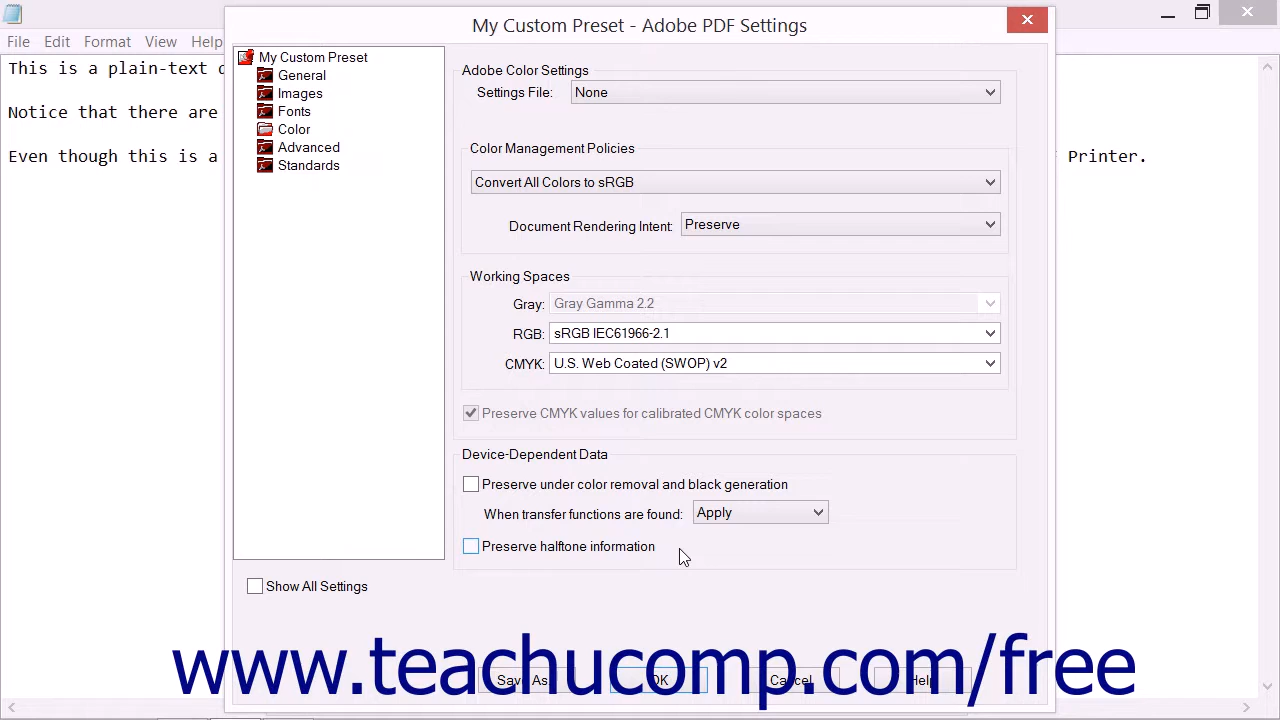 My Custom Preset - Adobe PDF Settings
File Edit Format View Help
This is a plain-text
Notice that there are
Even though this is a
Printer.
My Custom Preset
General
Images
Fonts
Color
Advanced
Standards
Show All Settings
Adobe Color Settings
Settings File: None
Color Management Policies
Convert All Colors to sRGB
Document Rendering Intent: Preserve
Working Spaces
Gray: Gray Gamma 2.2
RGB: sRGB IEC61966-2.1
CMYK: U.S. Web Coated (SWOP) v2
Preserve CMYK values for calibrated CMYK color spaces
Device-Dependent Data
Preserve under color removal and black generation
When transfer functions are found: Apply
Preserve halftone information
Save As OK Cancel Help
www.teachucomp.com/free